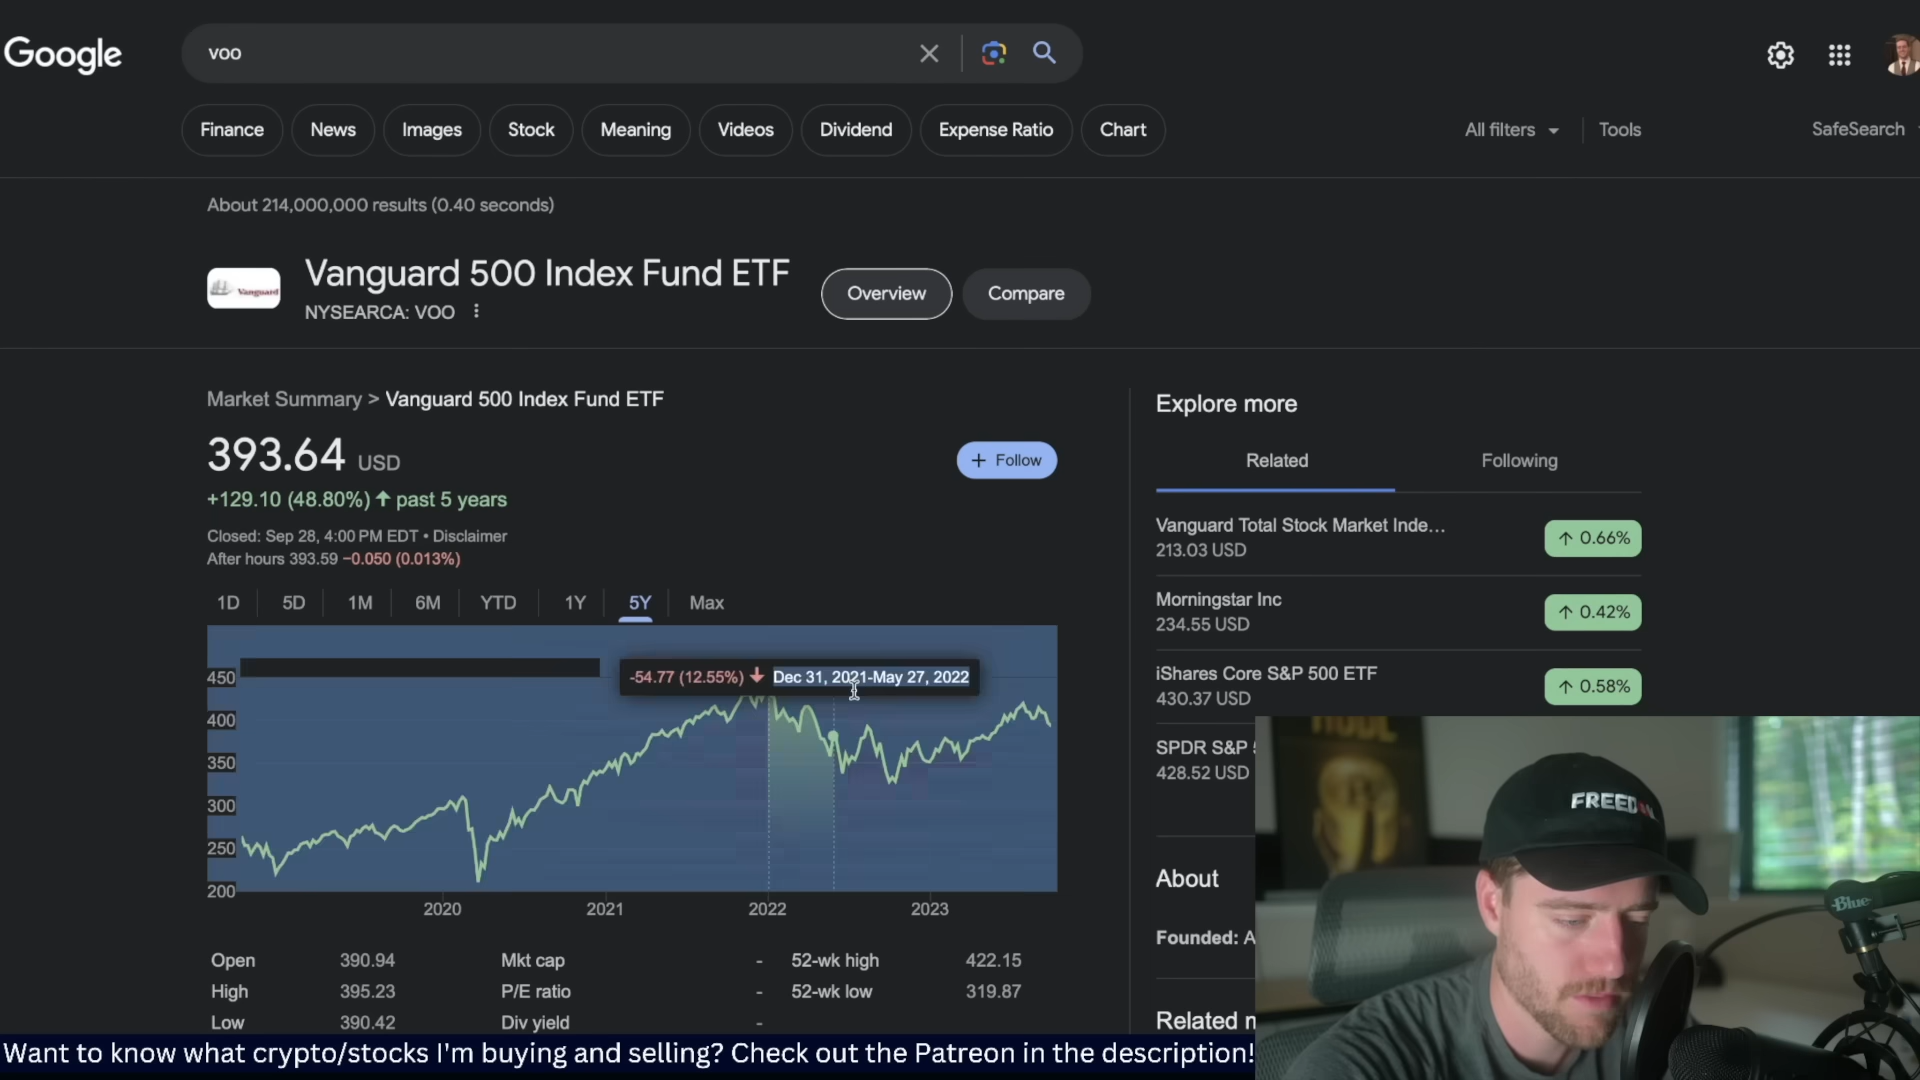 Google
voo
Finance
News
Images
Stock
Meaning
Videos
Dividend
Expense Ratio
Chart
All filters
Tools
SafeSearch
About 214,000,000 results (0.40 seconds)
Vanguard
Vanguard 500 Index Fund ETF
NYSEARCA: VOO
Overview
Compare
Market Summary > Vanguard 500 Index Fund ETF
393.64 USD
+ Follow
+129.10 (48.80%) ↑ past 5 years
Closed: Sep 28, 4:00 PM EDT • Disclaimer
After hours 393.59 −0.050 (0.013%)
1D
5D
1M
6M
YTD
1Y
5Y
Max
-54.77 (12.55%) ↓ Dec 31, 2021-May 27, 2022
450
400
350
300
250
200
2020
2021
2022
2023
Open 390.94
High 395.23
Low 390.42
Mkt cap -
P/E ratio -
Div yield -
52-wk high 422.15
52-wk low 319.87
Explore more
Related
Following
Vanguard Total Stock Market Inde...
213.03 USD
↑ 0.66%
Morningstar Inc
234.55 USD
↑ 0.42%
iShares Core S&P 500 ETF
430.37 USD
↑ 0.58%
SPDR S&P
428.52 USD
About
Founded: A
Related
HODL
FREED
Blue
Want to know what crypto/stocks I'm buying and selling? Check out the Patreon in the description!